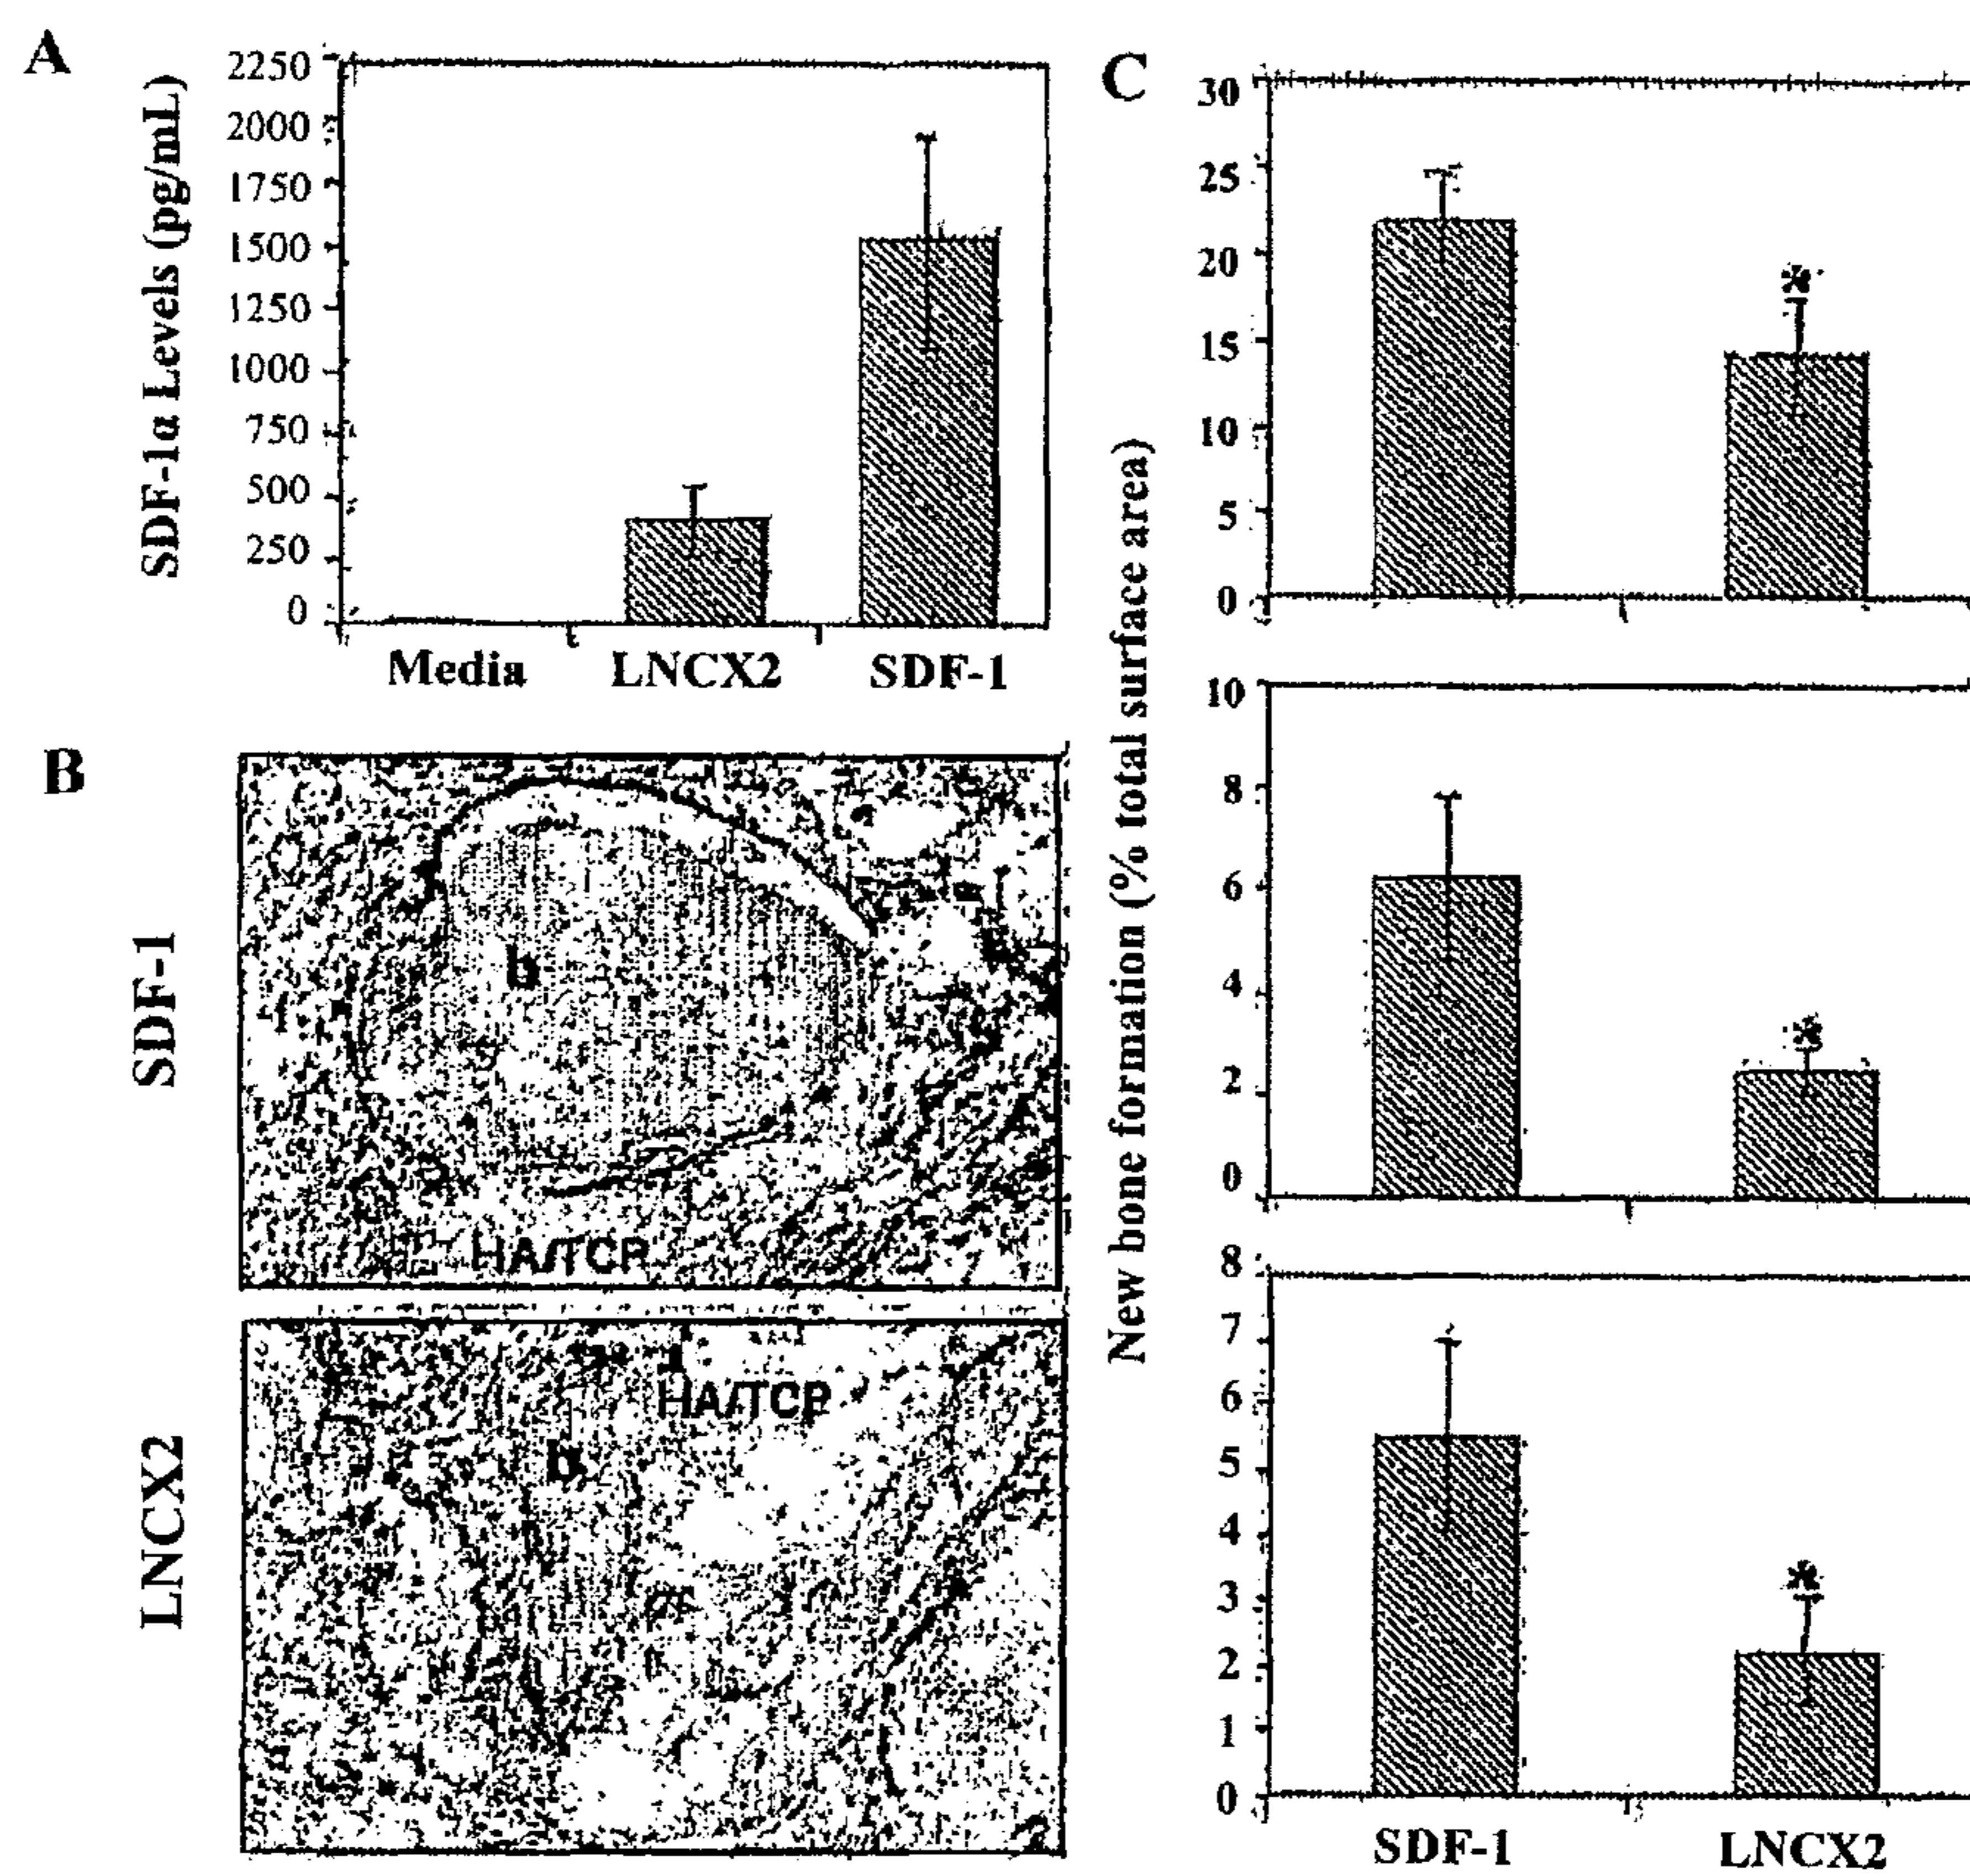 A
SDF-1α Levels (pg/mL)
2250
2000
1750
1500
1250
1000
750
500
250
0
Media LNCX2 SDF-1
B
SDF-1
b
HA/TCP
LNCX2
HA/TCP
b
C
New bone formation (% total surface area)
30
25
20
15
10
5
0
*
10
8
6
4
2
0
*
8
7
6
5
4
3
2
1
0
*
SDF-1 LNCX2